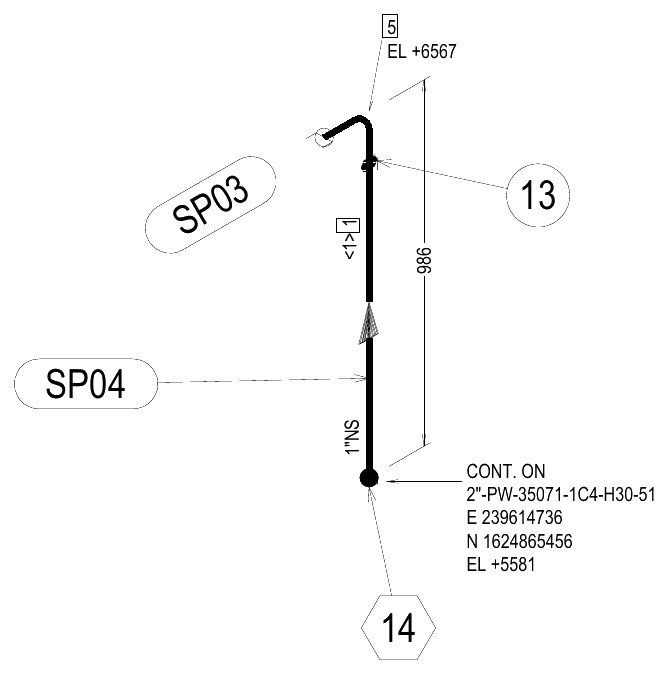 5
EL +6567
SP03
13
<1> 1
986
SP04
1"NS
CONT. ON
2"-PW-35071-1C4-H30-51
E 239614736
N 1624865456
EL +5581
14